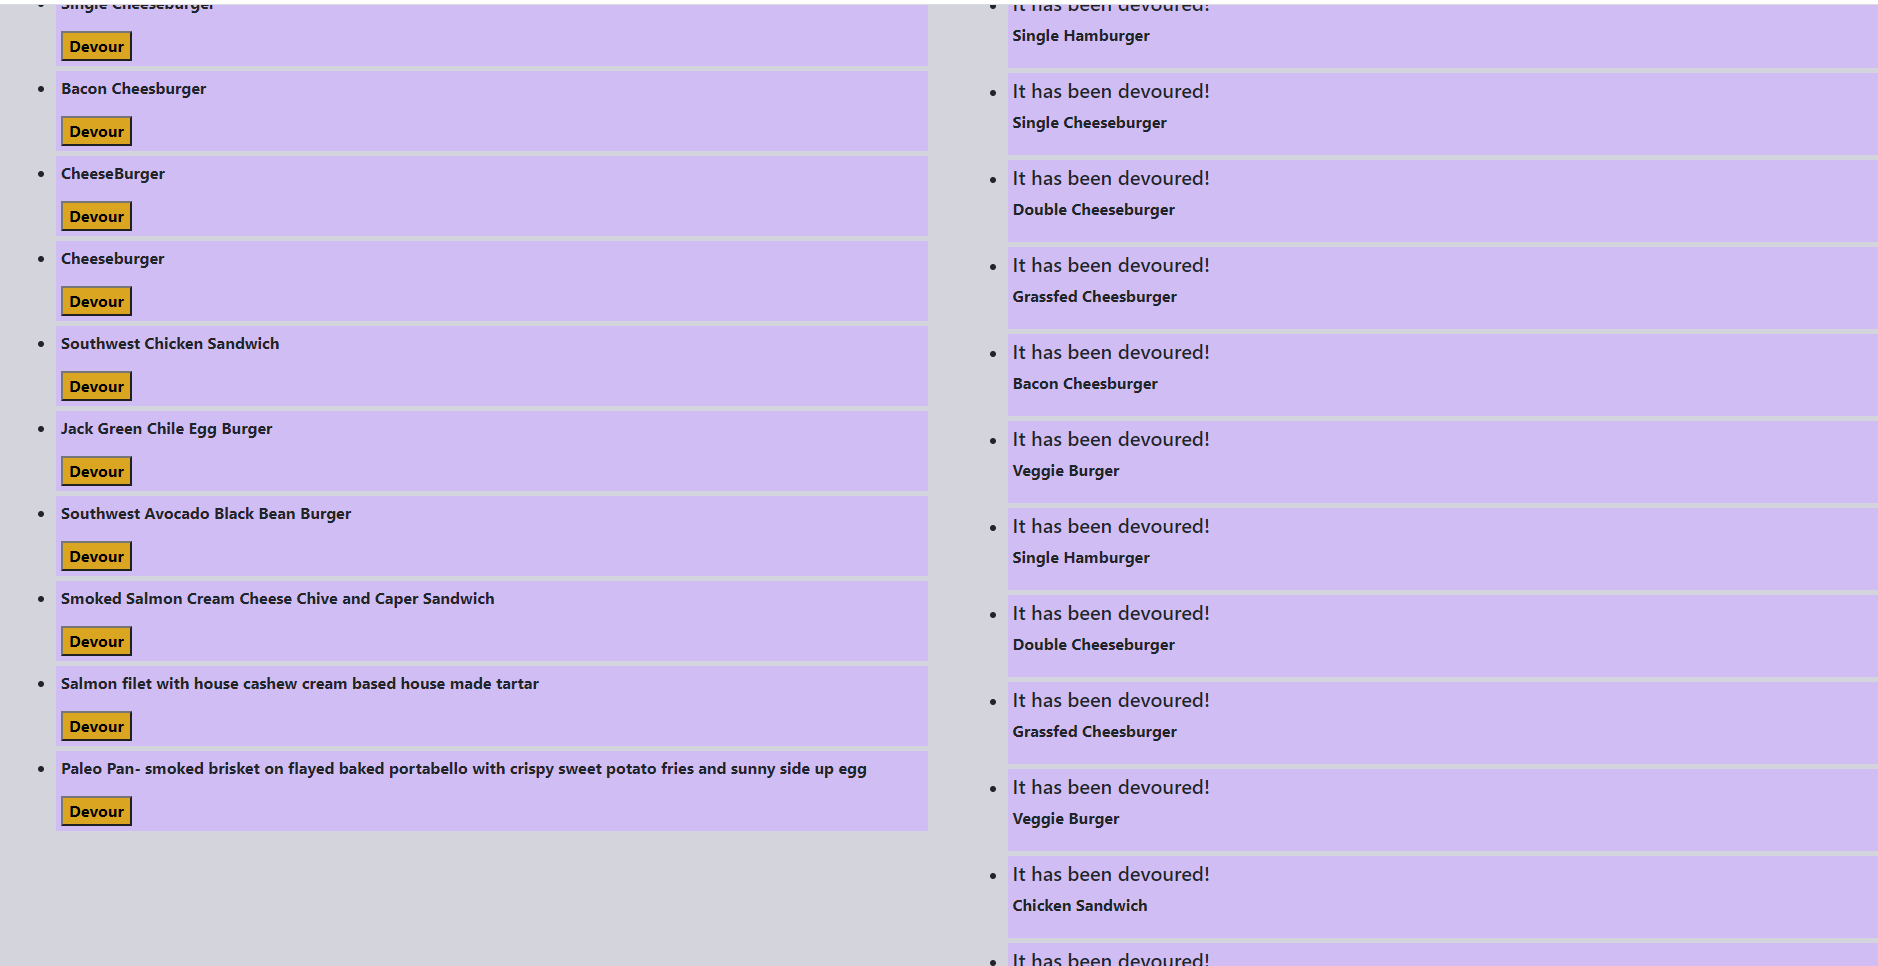 Single Cheeseburger
Devour
Bacon Cheesburger
Devour
CheeseBurger
Devour
Cheeseburger
Devour
Southwest Chicken Sandwich
Devour
Jack Green Chile Egg Burger
Devour
Southwest Avocado Black Bean Burger
Devour
Smoked Salmon Cream Cheese Chive and Caper Sandwich
Devour
Salmon filet with house cashew cream based house made tartar
Devour
Paleo Pan- smoked brisket on flayed baked portabello with crispy sweet potato fries and sunny side up egg
Devour
It has been devoured!
Single Hamburger
It has been devoured!
Single Cheeseburger
It has been devoured!
Double Cheeseburger
It has been devoured!
Grassfed Cheesburger
It has been devoured!
Bacon Cheesburger
It has been devoured!
Veggie Burger
It has been devoured!
Single Hamburger
It has been devoured!
Double Cheeseburger
It has been devoured!
Grassfed Cheesburger
It has been devoured!
Veggie Burger
It has been devoured!
Chicken Sandwich
It has been devoured!